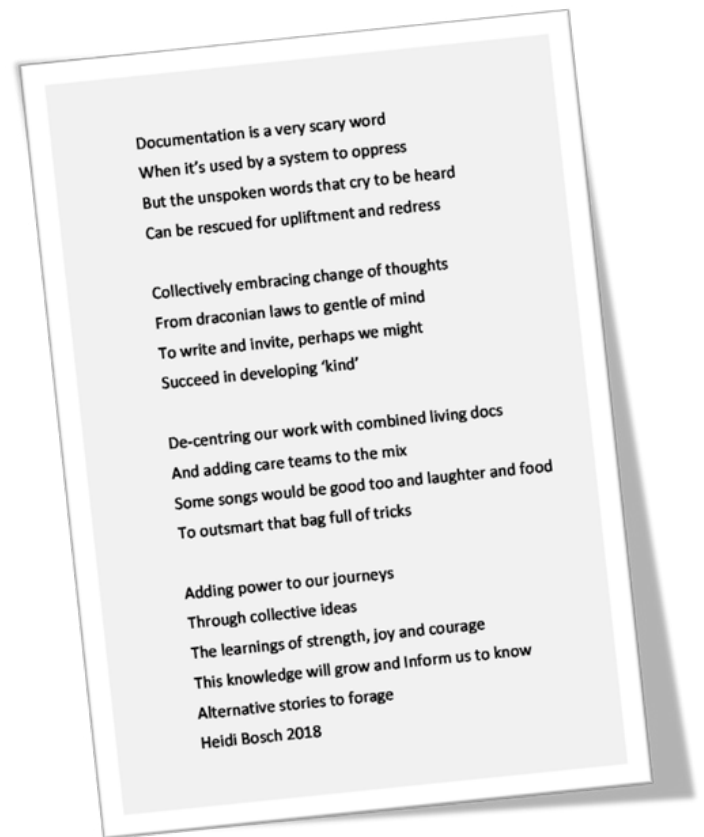 Documentation is a very scary word
When it's used by a system to oppress
But the unspoken words that cry to be heard
Can be rescued for upliftment and redress
Collectively embracing change of thoughts
From draconian laws to gentle of mind
To write and invite, perhaps we might
Succeed in developing ‘kind’
De-centring our work with combined living docs
And adding care teams to the mix
Some songs would be good too and laughter and food
To outsmart that bag full of tricks
Adding power to our journeys
Through collective ideas
The learnings of strength, joy and courage
This knowledge will grow and Inform us to know
Alternative stories to forage
Heidi Bosch 2018